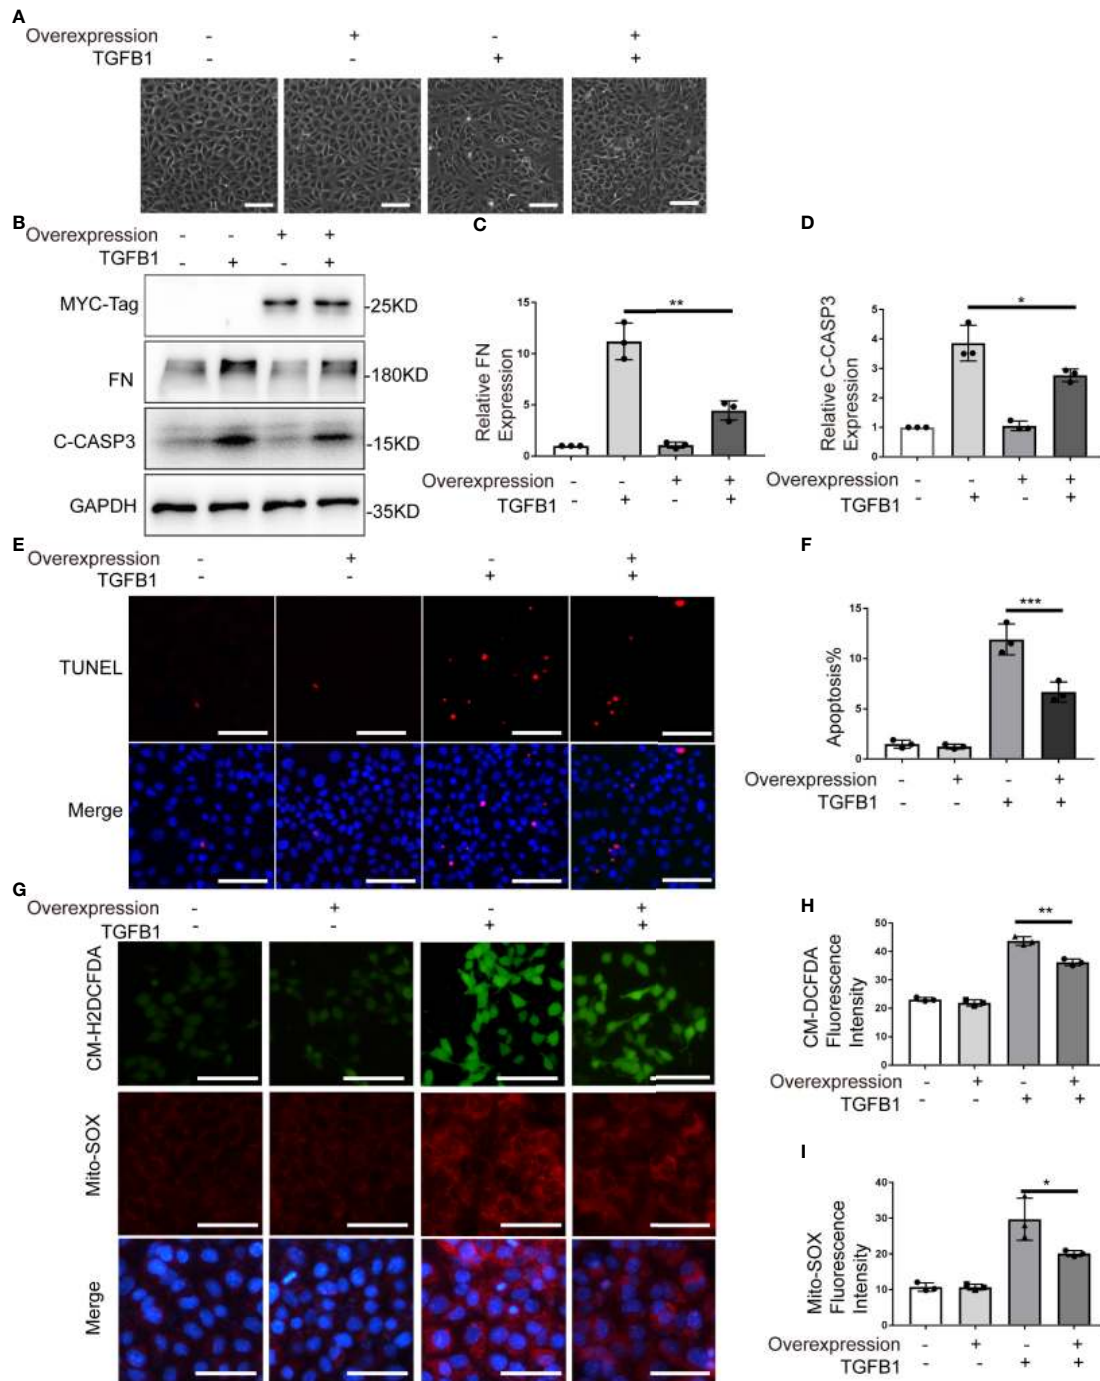 A
Overexpression - + - +
TGFB1 - - + +
B
Overexpression - - + +
TGFB1 - + - +
MYC-Tag -25KD
FN -180KD
C-CASP3 -15KD
GAPDH -35KD
C
Relative FN
Expression
15
10
5
0
**
Overexpression - - + +
TGFB1 - + - +
D
Relative C-CASP3
Expression
5
4
3
2
1
0
*
Overexpression - - + +
TGFB1 - + - +
E
Overexpression - + - +
TGFB1 - - + +
TUNEL
Merge
F
Apoptosis%
15
10
5
0
***
Overexpression - + - +
TGFB1 - - + +
G
Overexpression - + - +
TGFB1 - - + +
CM-H2DCFDA
Mito-SOX
Merge
H
CM-DCFDA
Fluorescence
Intensity
50
40
30
20
10
0
**
Overexpression - + - +
TGFB1 - - + +
I
Mito-SOX
Fluorescence
Intensity
40
30
20
10
0
*
Overexpression - + - +
TGFB1 - - + +